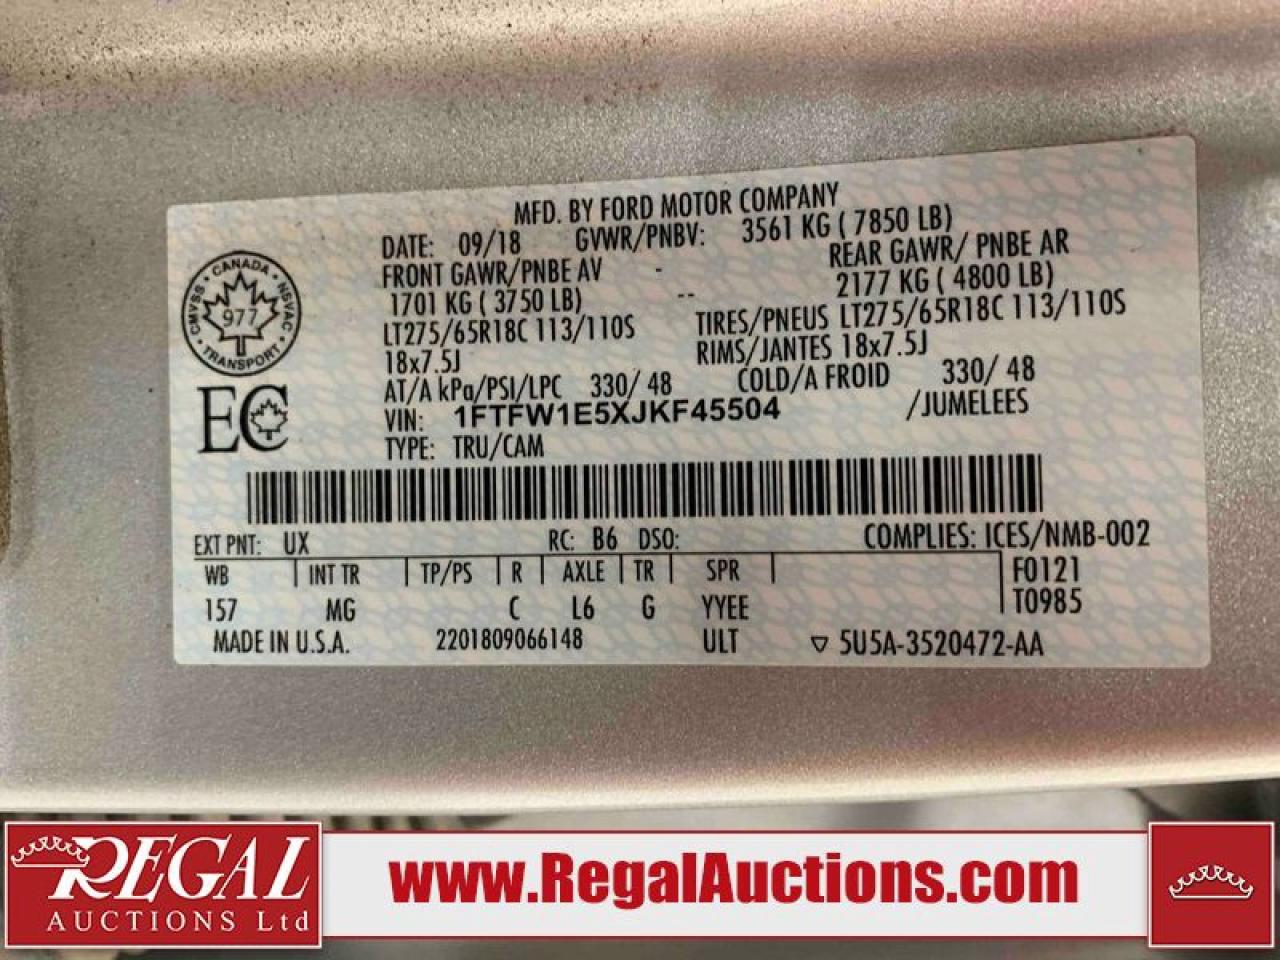 MFD. BY FORD MOTOR COMPANY
DATE: 09/18 GVWR/PNBV: 3561 KG ( 7850 LB)
FRONT GAWR/PNBE AV - REAR GAWR/ PNBE AR
1701 KG ( 3750 LB) -- 2177 KG ( 4800 LB)
LT275/65R18C 113/110S TIRES/PNEUS LT275/65R18C 113/110S
18x7.5J RIMS/JANTES 18x7.5J
AT/A kPa/PSI/LPC 330/ 48 COLD/A FROID 330/ 48
VIN: 1FTFW1E5XJKF45504 /JUMELEES
TYPE: TRU/CAM
CANADA
CMVSS • NSVAC
977
TRANSPORT
EC
EXT PNT: UX RC: B6 DSO: COMPLIES: ICES/NMB-002
WB INT TR TP/PS R AXLE TR SPR F0121
157 MG C L6 G YYEE T0985
MADE IN U.S.A. 2201809066148 ULT ▽ 5U5A-3520472-AA
REGAL
AUCTIONS Ltd
www.RegalAuctions.com